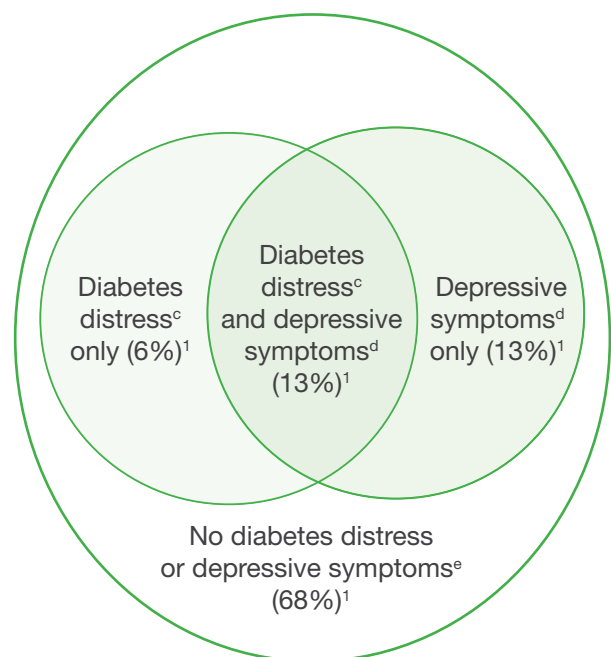 Diabetes
distressᶜ
only (6%)¹
Diabetes
distressᶜ
and depressive
symptomsᵈ
(13%)¹
Depressive
symptomsᵈ
only (13%)¹
No diabetes distress
or depressive symptomsᵉ
(68%)¹